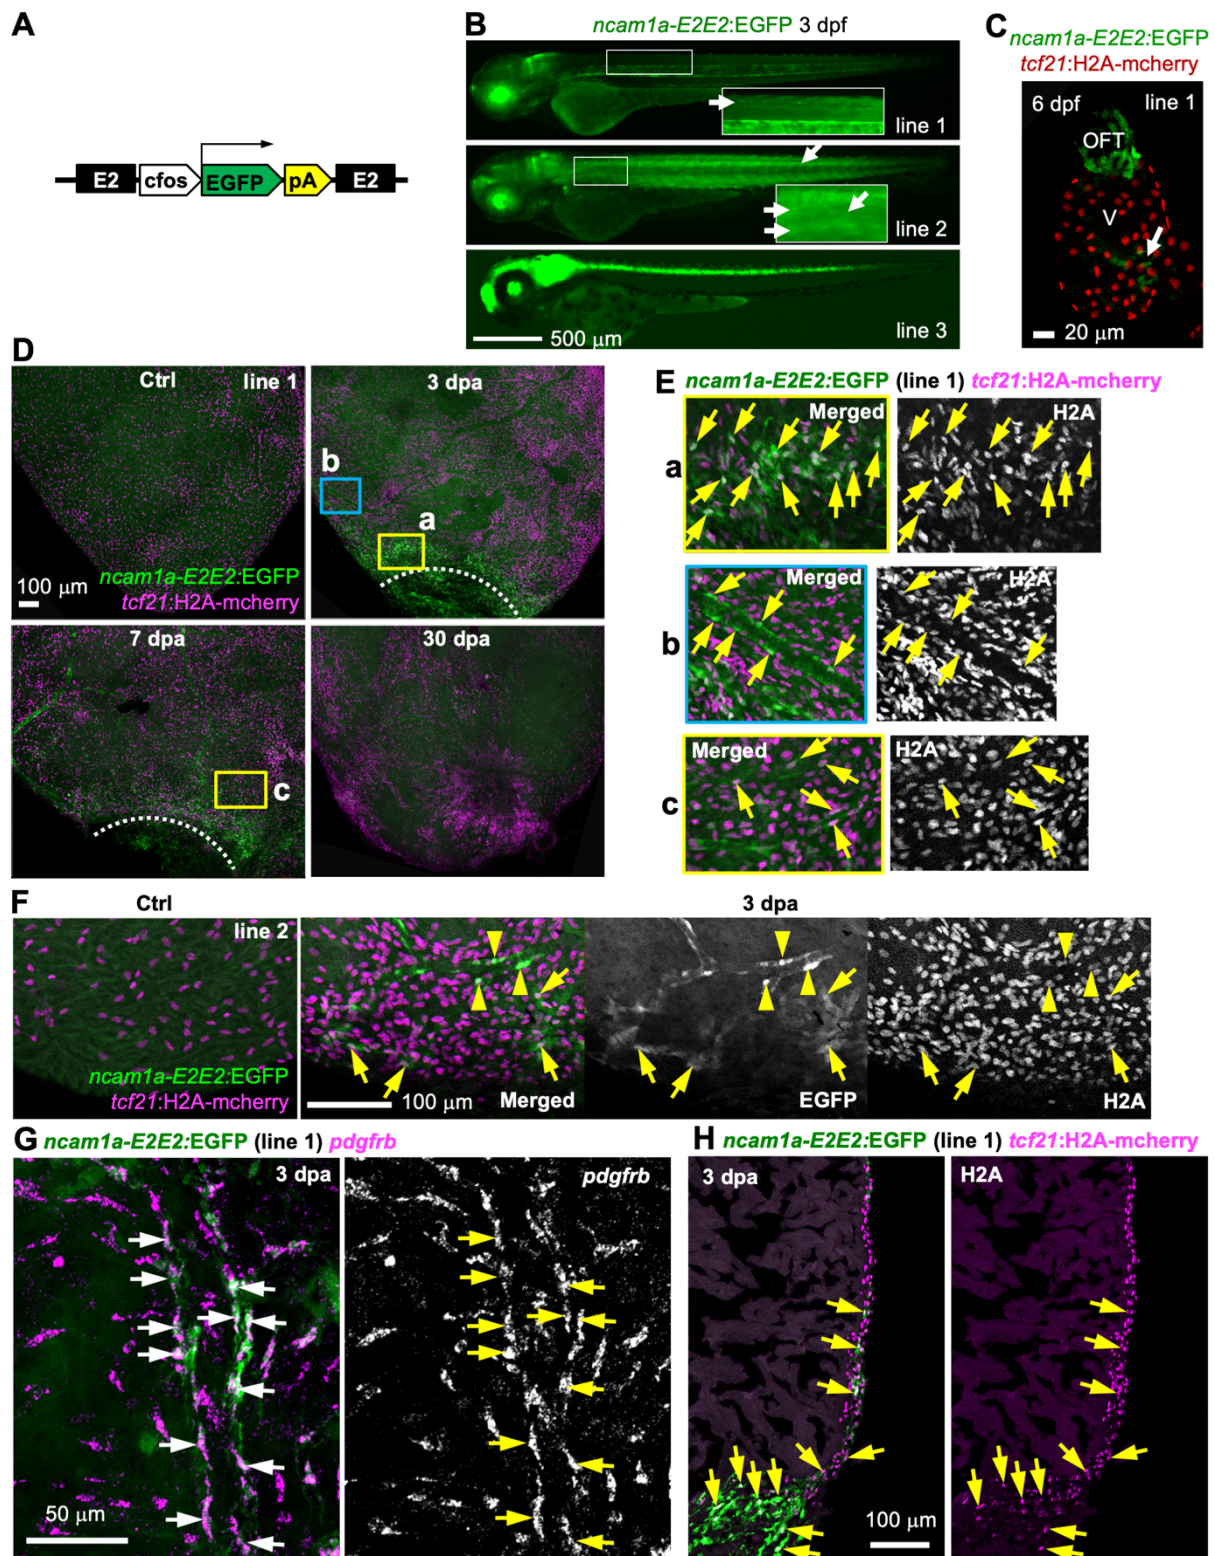 A
E2
cfos
EGFP
pA
E2
B
ncam1a-E2E2:EGFP 3 dpf
line 1
line 2
line 3
500 µm
C
ncam1a-E2E2:EGFP
tcf21:H2A-mcherry
6 dpf
line 1
OFT
V
20 µm
D
Ctrl
line 1
100 µm
ncam1a-E2E2:EGFP
tcf21:H2A-mcherry
3 dpa
b
a
7 dpa
c
30 dpa
E
ncam1a-E2E2:EGFP (line 1) tcf21:H2A-mcherry
a
Merged
H2A
b
Merged
H2A
c
Merged
H2A
F
Ctrl
line 2
ncam1a-E2E2:EGFP
tcf21:H2A-mcherry
3 dpa
100 µm
Merged
EGFP
H2A
G
ncam1a-E2E2:EGFP (line 1) pdgfrb
3 dpa
50 µm
pdgfrb
H
ncam1a-E2E2:EGFP (line 1) tcf21:H2A-mcherry
3 dpa
H2A
100 µm